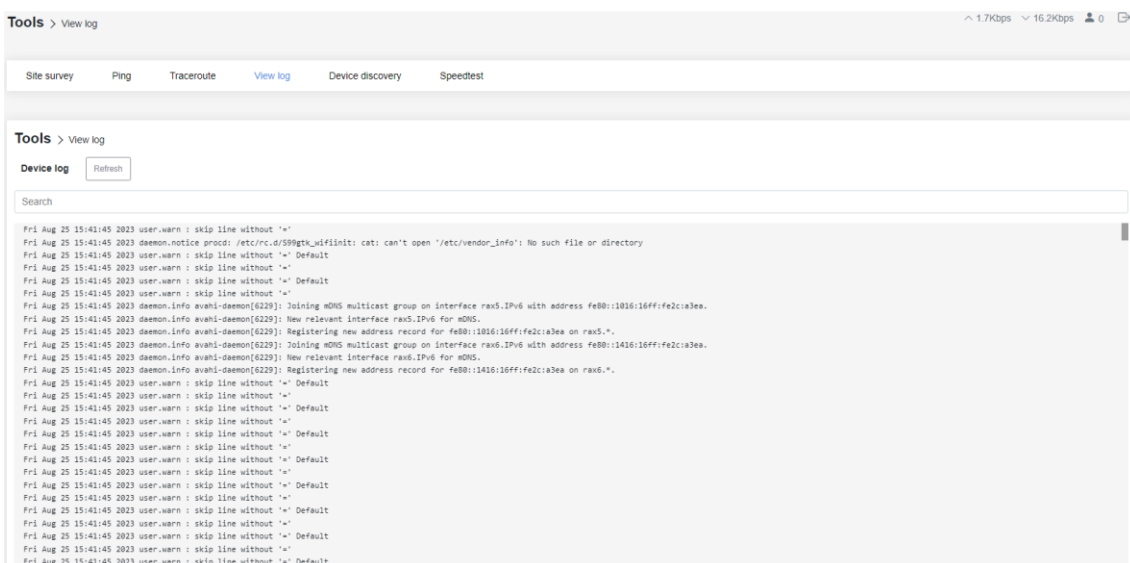 Tools > View log
1.7Kbps 16.2Kbps 0
Site survey Ping Traceroute View log Device discovery Speedtest
Tools > View log
Device log Refresh
Search
Fri Aug 25 15:41:45 2023 user.warn : skip line without '='
Fri Aug 25 15:41:45 2023 daemon.notice procd: /etc/rc.d/S99gtk_wifiinit: cat: can't open '/etc/vendor_info': No such file or directory
Fri Aug 25 15:41:45 2023 user.warn : skip line without '=' Default
Fri Aug 25 15:41:45 2023 user.warn : skip line without '='
Fri Aug 25 15:41:45 2023 user.warn : skip line without '=' Default
Fri Aug 25 15:41:45 2023 user.warn : skip line without '='
Fri Aug 25 15:41:45 2023 daemon.info avahi-daemon[6229]: Joining mDNS multicast group on interface rax5.IPv6 with address fe80::1016:16ff:fe2c:a3ea.
Fri Aug 25 15:41:45 2023 daemon.info avahi-daemon[6229]: New relevant interface rax5.IPv6 for mDNS.
Fri Aug 25 15:41:45 2023 daemon.info avahi-daemon[6229]: Registering new address record for fe80::1016:16ff:fe2c:a3ea on rax5.*.
Fri Aug 25 15:41:45 2023 daemon.info avahi-daemon[6229]: Joining mDNS multicast group on interface rax6.IPv6 with address fe80::1416:16ff:fe2c:a3ea.
Fri Aug 25 15:41:45 2023 daemon.info avahi-daemon[6229]: New relevant interface rax6.IPv6 for mDNS.
Fri Aug 25 15:41:45 2023 daemon.info avahi-daemon[6229]: Registering new address record for fe80::1416:16ff:fe2c:a3ea on rax6.*.
Fri Aug 25 15:41:45 2023 user.warn : skip line without '=' Default
Fri Aug 25 15:41:45 2023 user.warn : skip line without '='
Fri Aug 25 15:41:45 2023 user.warn : skip line without '=' Default
Fri Aug 25 15:41:45 2023 user.warn : skip line without '='
Fri Aug 25 15:41:45 2023 user.warn : skip line without '=' Default
Fri Aug 25 15:41:45 2023 user.warn : skip line without '='
Fri Aug 25 15:41:45 2023 user.warn : skip line without '=' Default
Fri Aug 25 15:41:45 2023 user.warn : skip line without '='
Fri Aug 25 15:41:45 2023 user.warn : skip line without '=' Default
Fri Aug 25 15:41:45 2023 user.warn : skip line without '='
Fri Aug 25 15:41:45 2023 user.warn : skip line without '=' Default
Fri Aug 25 15:41:45 2023 user.warn : skip line without '='
Fri Aug 25 15:41:45 2023 user.warn : skip line without '=' Default
Fri Aug 25 15:41:45 2023 user.warn : skip line without '='
Fri Aug 25 15:41:45 2023 user.warn : skip line without '=' Default